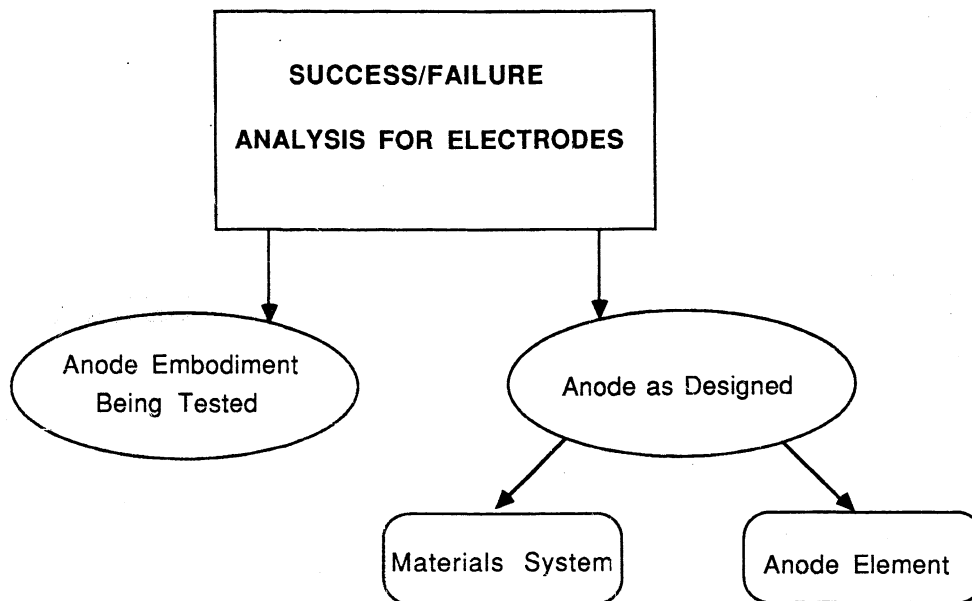 SUCCESS/FAILURE
ANALYSIS FOR ELECTRODES
Anode Embodiment
Being Tested
Anode as Designed
Materials System
Anode Element